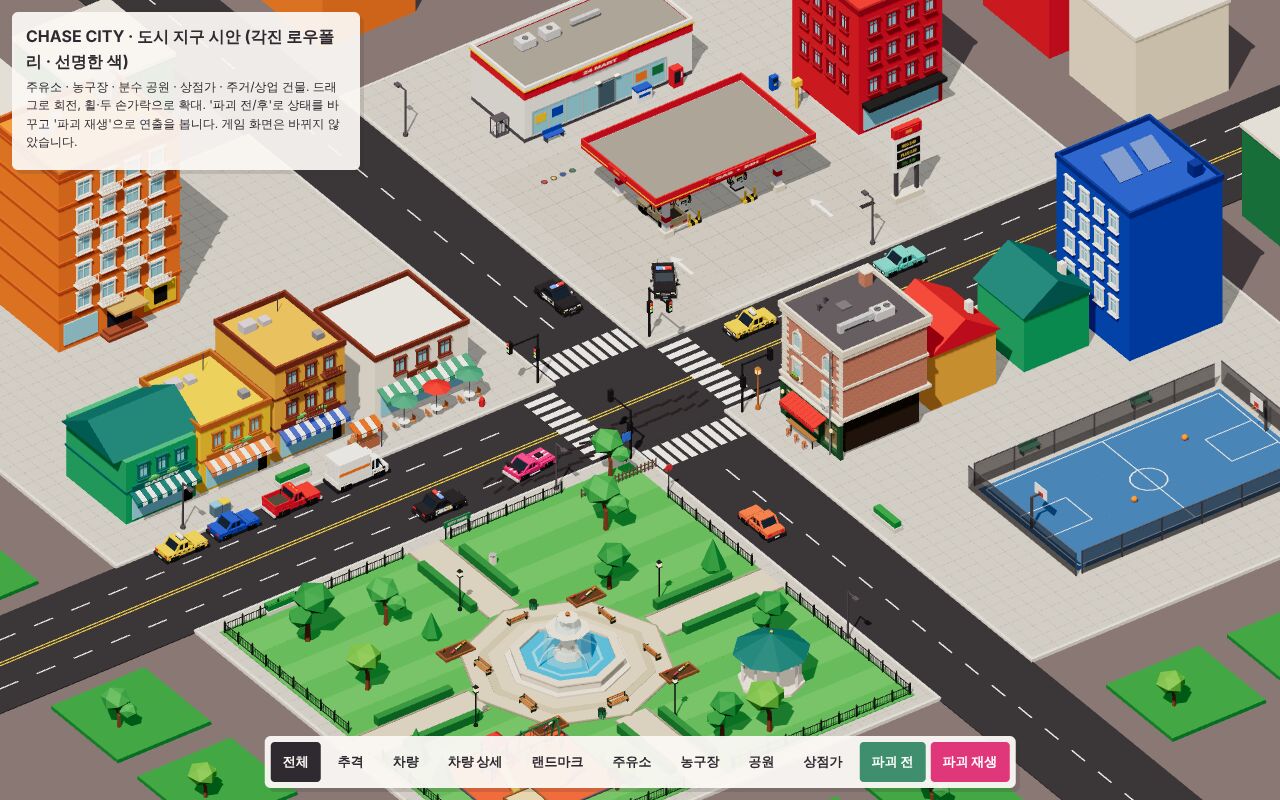 CHASE CITY · 도시 지구 시안 (각진 로우폴
리 · 선명한 색)
주유소 · 농구장 · 분수 공원 · 상점가 · 주거/상업 건물. 드래
그로 회전, 휠·두 손가락으로 확대. '파괴 전/후'로 상태를 바
꾸고 '파괴 재생'으로 연출을 봅니다. 게임 화면은 바뀌지 않
았습니다.
24 MART
전체
추격
차량
차량 상세
랜드마크
주유소
농구장
공원
상점가
파괴 전
파괴 재생